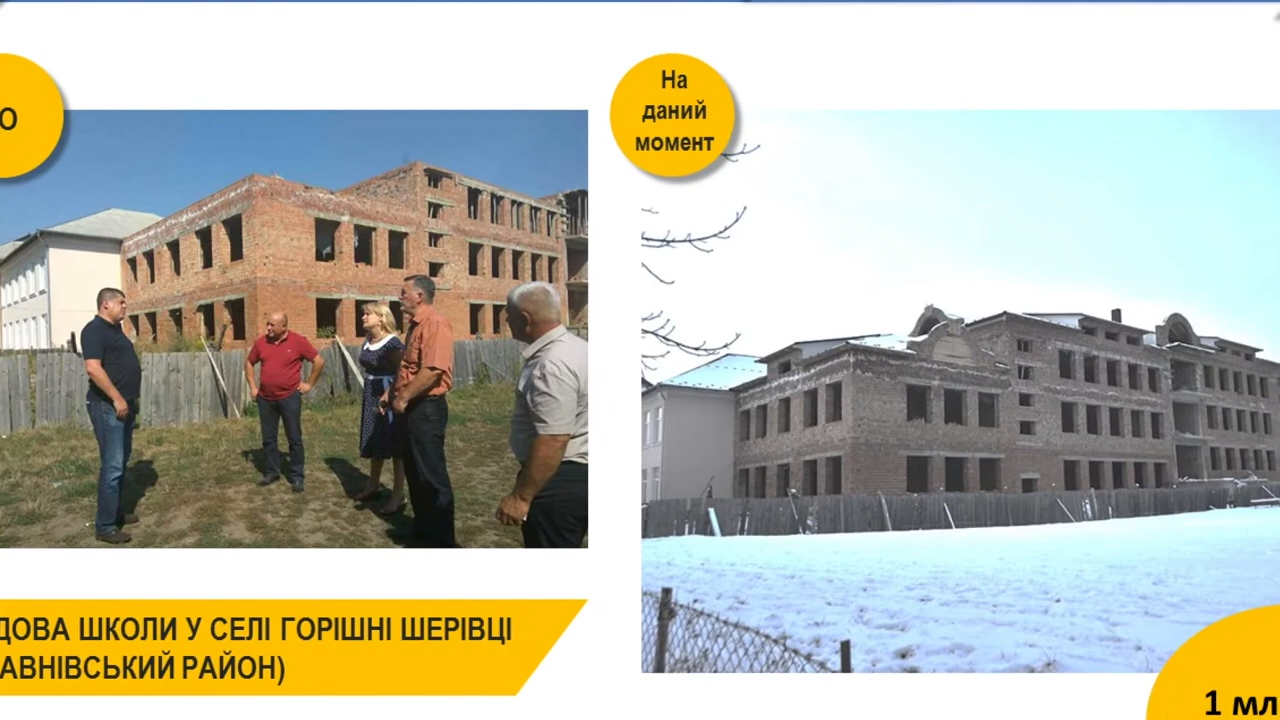 О
На
даний
момент
ДОВА ШКОЛИ У СЕЛІ ГОРІШНІ ШЕРІВЦІ
АВНІВСЬКИЙ РАЙОН)
1 мл